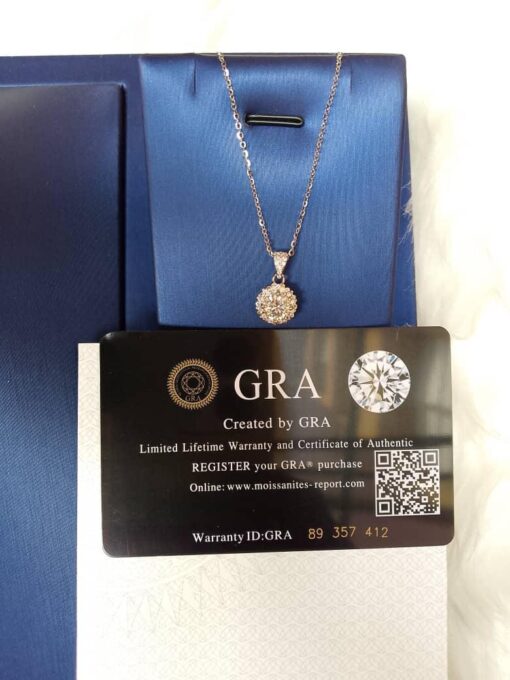 GRA
GRA
Created by GRA
Limited Lifetime Warranty and Certificate of Authentic
REGISTER your GRA® purchase
Online: www.moissanites-report.com
Warranty ID:GRA 89 357 412